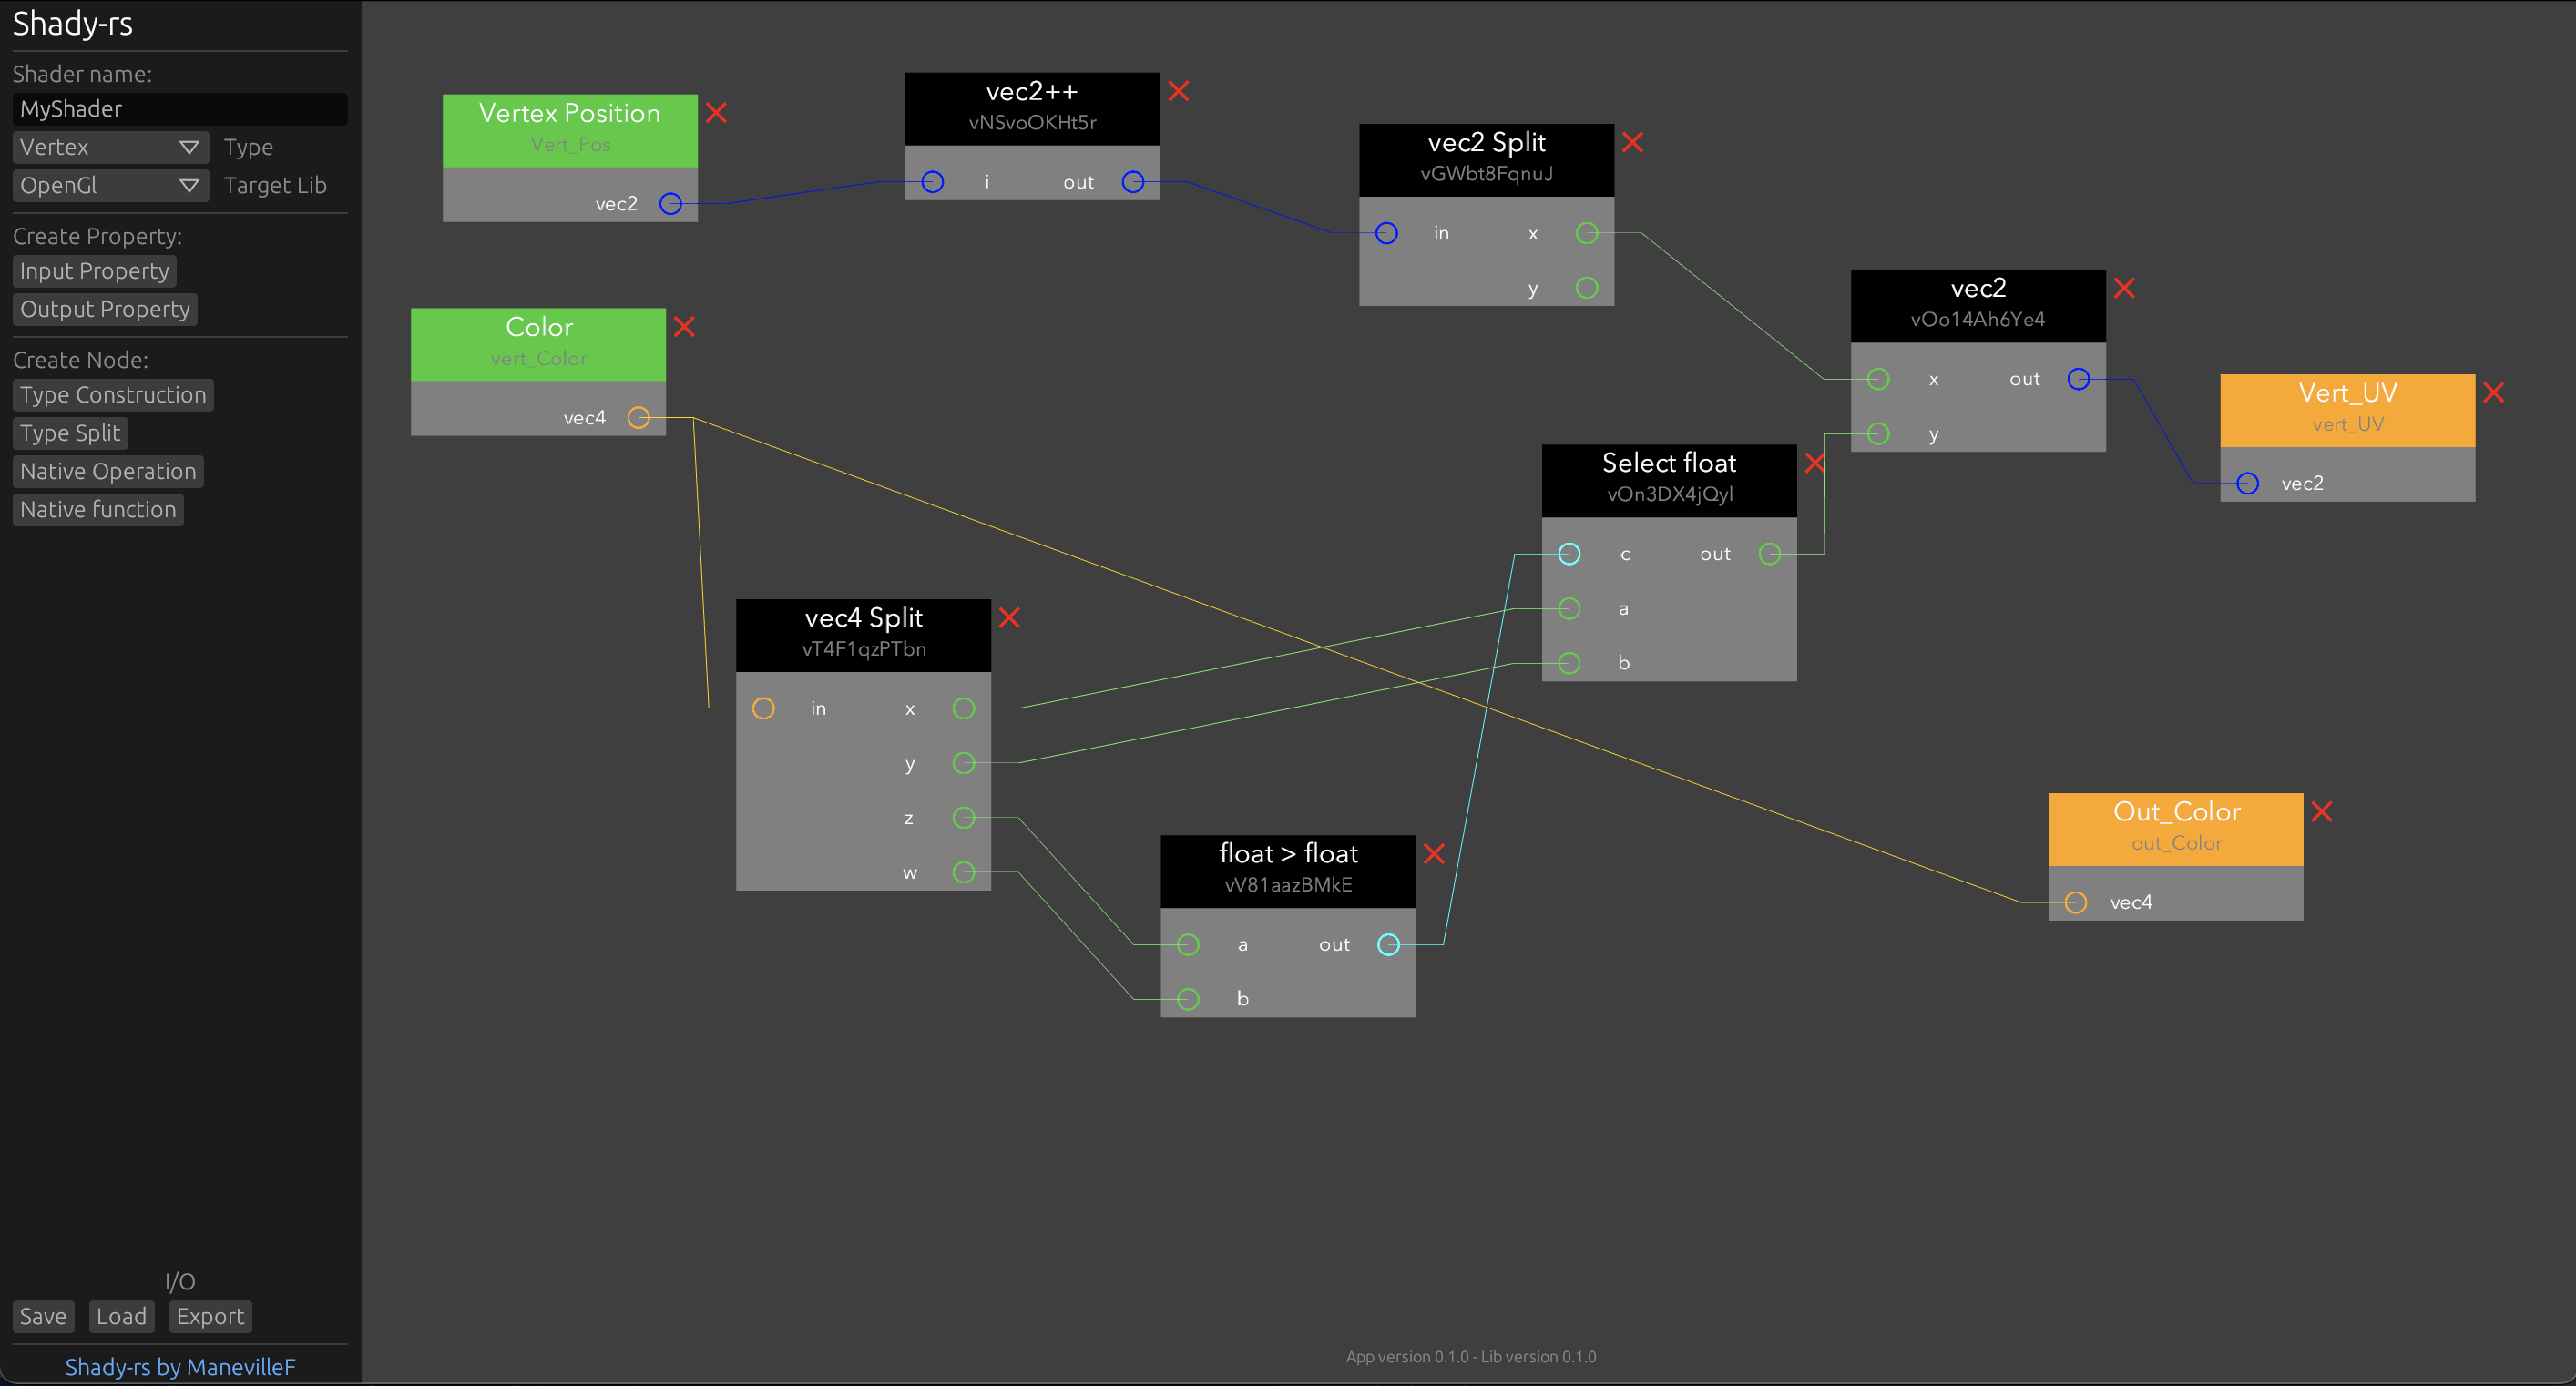 Shady-rs
Shader name:
MyShader
Vertex Type
OpenGl Target Lib
Create Property:
Input Property
Output Property
Create Node:
Type Construction
Type Split
Native Operation
Native function
I/O
Save Load Export
Shady-rs by ManevilleF
Vertex Position
Vert_Pos
vec2
vec2++
vNSvoOKHt5r
i out
vec2 Split
vGWbt8FqnuJ
in x
y
Color
vert_Color
vec4
vec2
vOo14Ah6Ye4
x out
y
Vert_UV
vert_UV
vec2
Select float
vOn3DX4jQyl
c out
a
b
vec4 Split
vT4F1qzPTbn
in x
y
z
w
float > float
vV81aazBMkE
a out
b
Out_Color
out_Color
vec4
App version 0.1.0 - Lib version 0.1.0